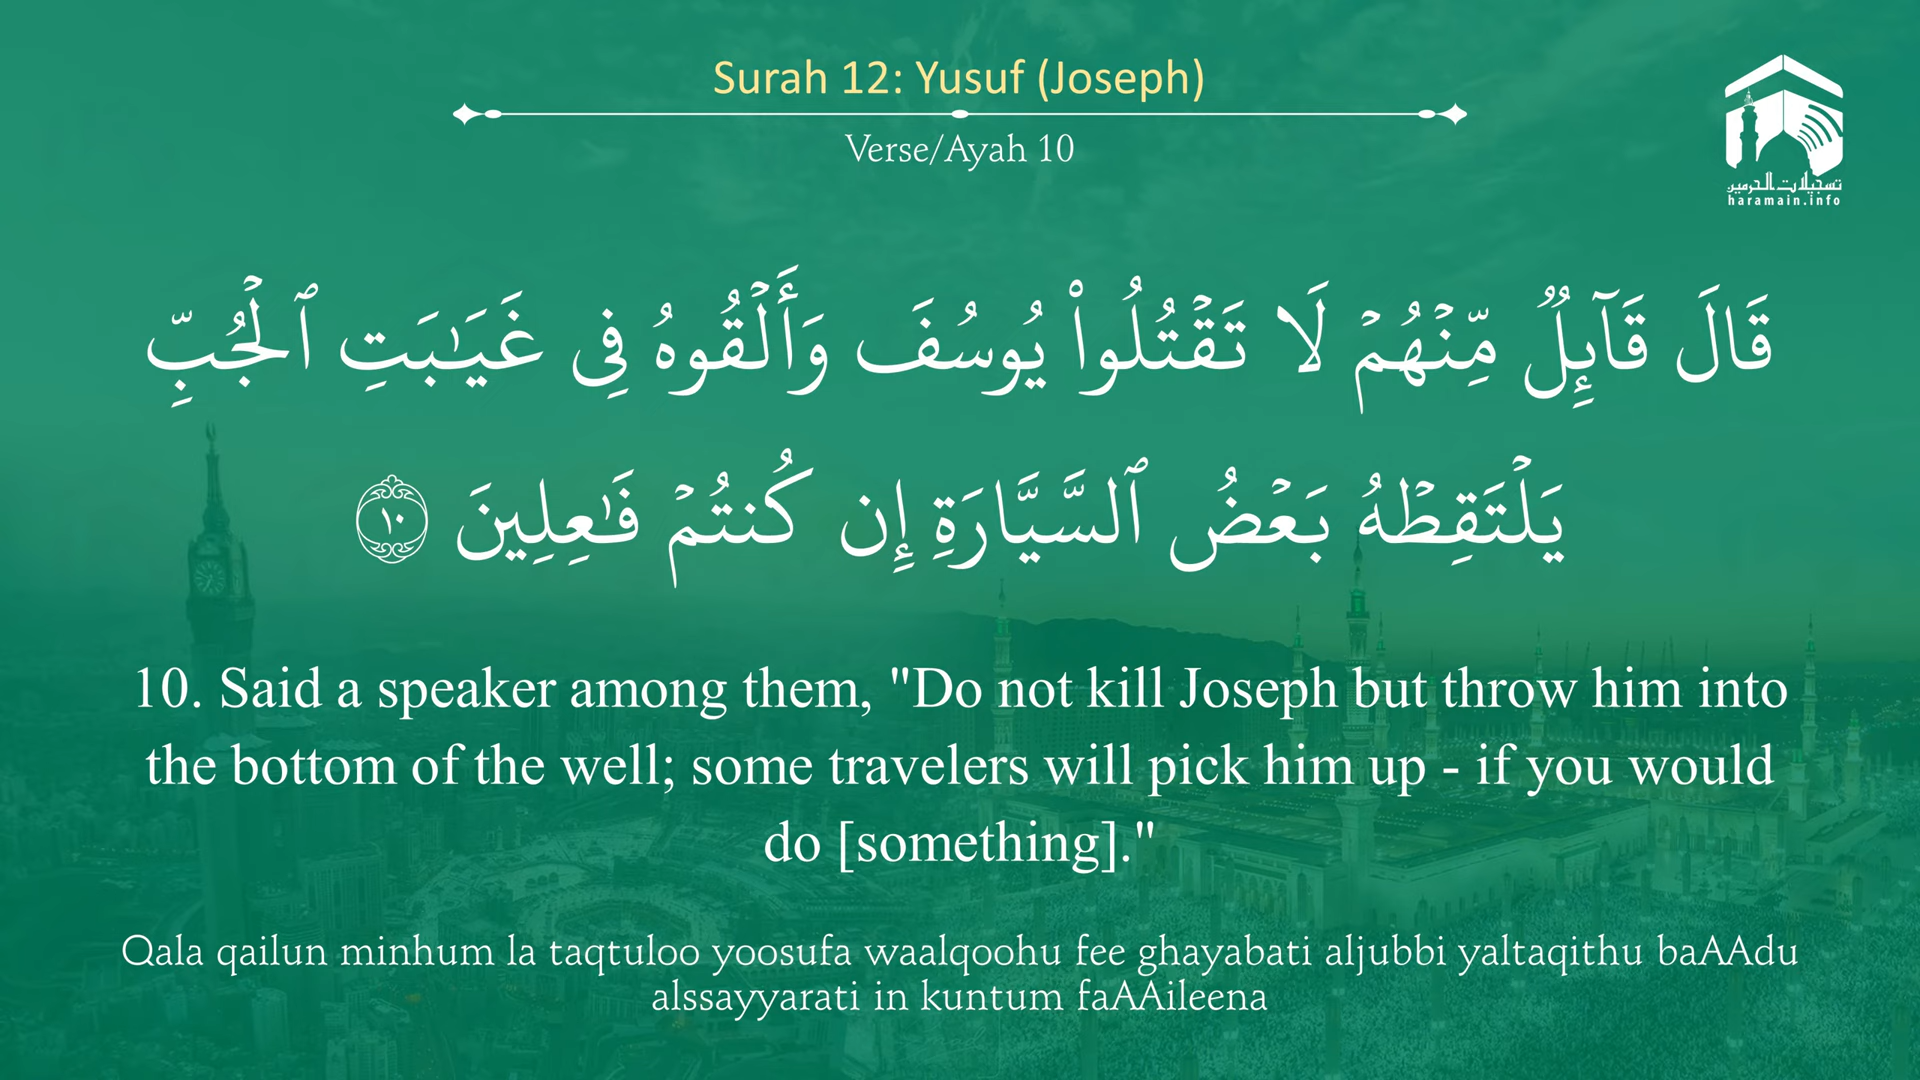 Surah 12: Yusuf (Joseph)
Verse/Ayah 10
تسجيلات الحرمين
haramain.info
قَالَ قَآئِلٌۭ مِّنْهُمْ لَا تَقْتُلُوا۟ يُوسُفَ وَأَلْقُوهُ فِى غَيَـٰبَتِ ٱلْجُبِّ
يَلْتَقِطْهُ بَعْضُ ٱلسَّيَّارَةِ إِن كُنتُمْ فَـٰعِلِينَ ١٠
10. Said a speaker among them, "Do not kill Joseph but throw him into
the bottom of the well; some travelers will pick him up - if you would
do [something]."
Qala qailun minhum la taqtuloo yoosufa waalqoohu fee ghayabati aljubbi yaltaqithu baAAdu
alssayyarati in kuntum faAAileena